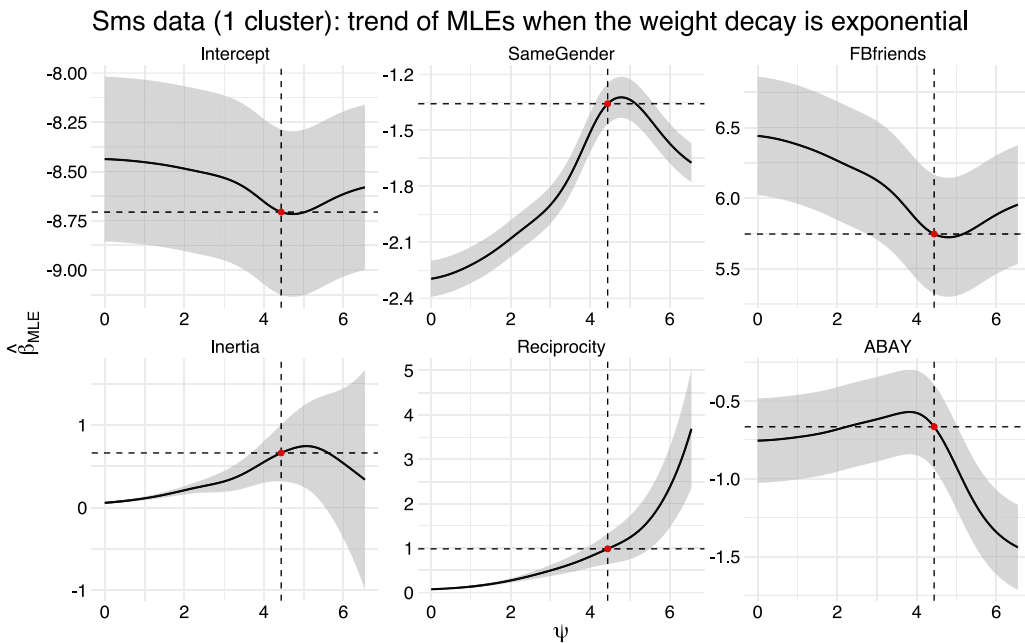 Sms data (1 cluster): trend of MLEs when the weight decay is exponential
Intercept
SameGender
FBfriends
-8.00
-8.25
-8.50
-8.75
-9.00
0 2 4 6
-1.2
-1.5
-1.8
-2.1
-2.4
0 2 4 6
6.5
6.0
5.5
0 2 4 6
β̂MLE
Inertia
Reciprocity
ABAY
1
0
-1
0 2 4 6
5
4
3
2
1
0
0 2 4 6
-0.5
-1.0
-1.5
0 2 4 6
ψ